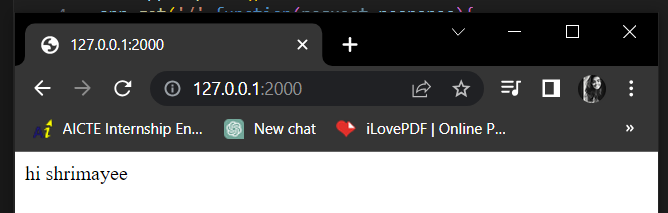 127.0.0.1:2000
127.0.0.1:2000
AICTE Internship En...
New chat
iLovePDF | Online P...
»
hi shrimayee